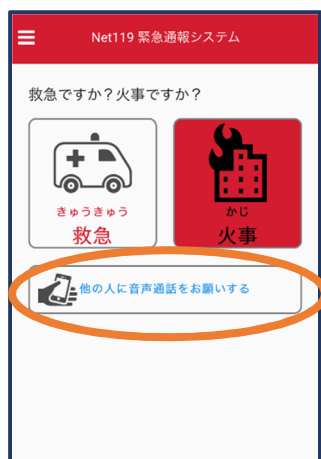 Net119 緊急通報システム
救急ですか？火事ですか？
きゅうきゅう
救急
かじ
火事
他の人に音声通話をお願いする